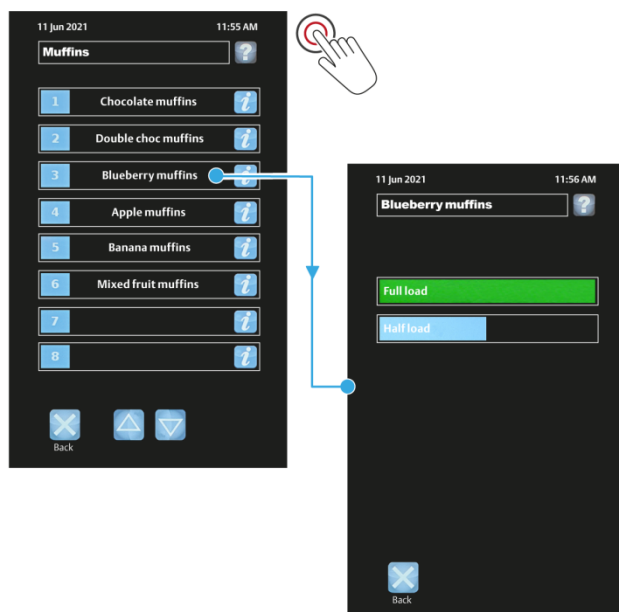 11 Jun 2021 11:55 AM
Muffins ?
1 Chocolate muffins i
2 Double choc muffins i
3 Blueberry muffins i
4 Apple muffins i
5 Banana muffins i
6 Mixed fruit muffins i
7 i
8 i
Back
11 Jun 2021 11:56 AM
Blueberry muffins ?
Full load
Half load
Back